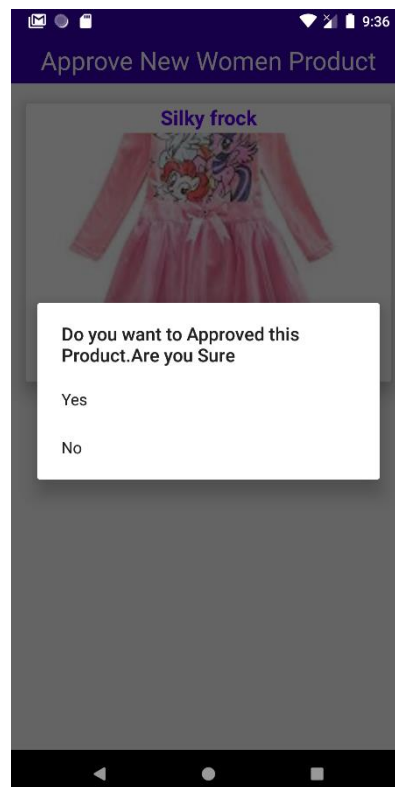 9:36
Approve New Women Product
Silky frock
Do you want to Approved this
Product.Are you Sure
Yes
No